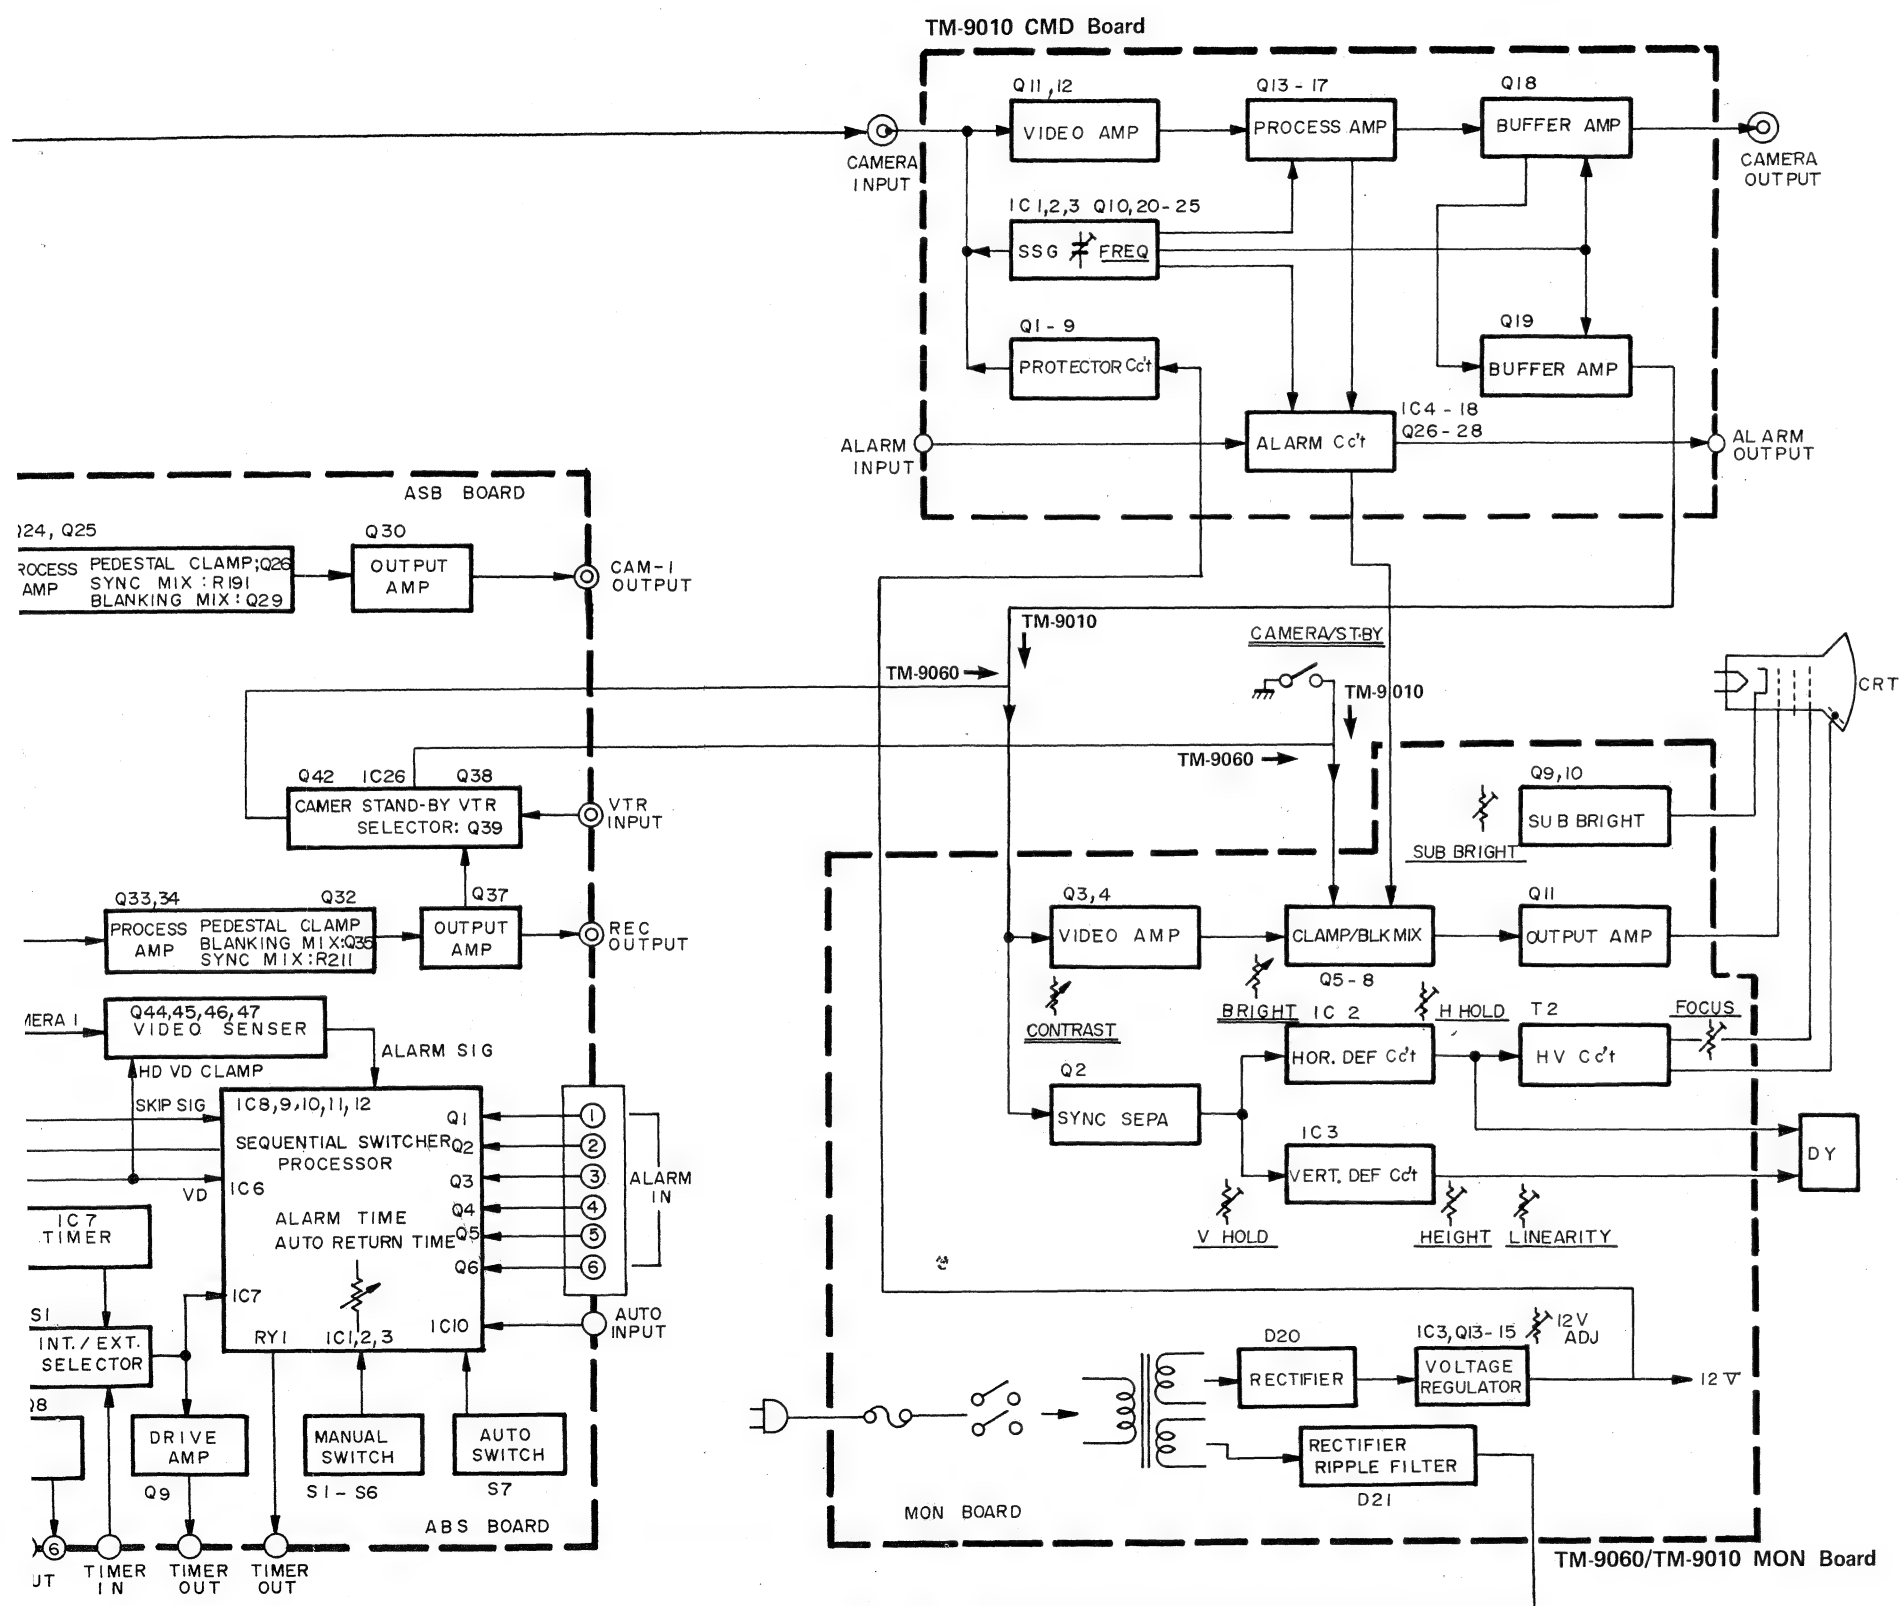 TM-9010 CMD Board
Q11,12
VIDEO AMP
Q13-17
PROCESS AMP
Q18
BUFFER AMP
CAMERA
INPUT
CAMERA
OUTPUT
IC1,2,3 Q10,20-25
SSG FREQ
Q1-9
PROTECTOR Cc't
Q19
BUFFER AMP
ALARM
INPUT
ALARM Cc't
IC4-18
Q26-28
ALARM
OUTPUT
ASB BOARD
Q24, Q25
ROCESS
AMP
PEDESTAL CLAMP;Q26
SYNC MIX:R191
BLANKING MIX:Q29
Q30
OUTPUT
AMP
CAM-1
OUTPUT
TM-9010
TM-9060
CAMERA/ST·BY
TM-9010
TM-9060
CRT
Q42 IC26 Q38
CAMER STAND-BY VTR
SELECTOR: Q39
VTR
INPUT
Q9,10
SUB BRIGHT
SUB BRIGHT
Q33,34 Q32
PROCESS
AMP
PEDESTAL CLAMP
BLANKING MIX:Q35
SYNC MIX:R211
Q37
OUTPUT
AMP
REC
OUTPUT
Q3,4
VIDEO AMP
CONTRAST
CLAMP/BLK MIX
Q5-8
BRIGHT
Q11
OUTPUT AMP
MERA 1
Q44,45,46,47
VIDEO SENSER
ALARM SIG
HD VD CLAMP
IC2
HOR. DEF Cc't
H HOLD
T2
HV Cc't
FOCUS
Q2
SYNC SEPA
IC3
VERT. DEF Cc't
V HOLD
HEIGHT
LINEARITY
DY
SKIP SIG
VD
IC8,9,10,11,12
SEQUENTIAL SWITCHER
PROCESSOR
IC6
ALARM TIME
AUTO RETURN TIME
IC7
RY1
IC1,2,3
IC10
Q1
Q2
Q3
Q4
Q5
Q6
1
2
3
4
5
6
ALARM
IN
AUTO
INPUT
IC7
TIMER
S1
INT./EXT.
SELECTOR
Q8
DRIVE
AMP
Q9
MANUAL
SWITCH
S1-S6
AUTO
SWITCH
S7
ABS BOARD
6
UT
TIMER
IN
TIMER
OUT
TIMER
OUT
D20
RECTIFIER
IC3,Q13-15
VOLTAGE
REGULATOR
12V
ADJ
12V
RECTIFIER
RIPPLE FILTER
D21
MON BOARD
TM-9060/TM-9010 MON Board